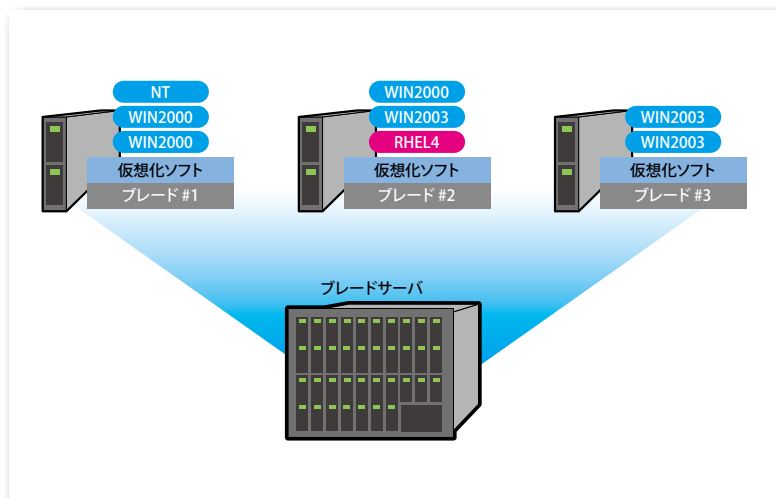 NT
WIN2000
WIN2000
仮想化ソフト
ブレード #1
WIN2000
WIN2003
RHEL4
仮想化ソフト
ブレード #2
WIN2003
WIN2003
仮想化ソフト
ブレード #3
ブレードサーバ